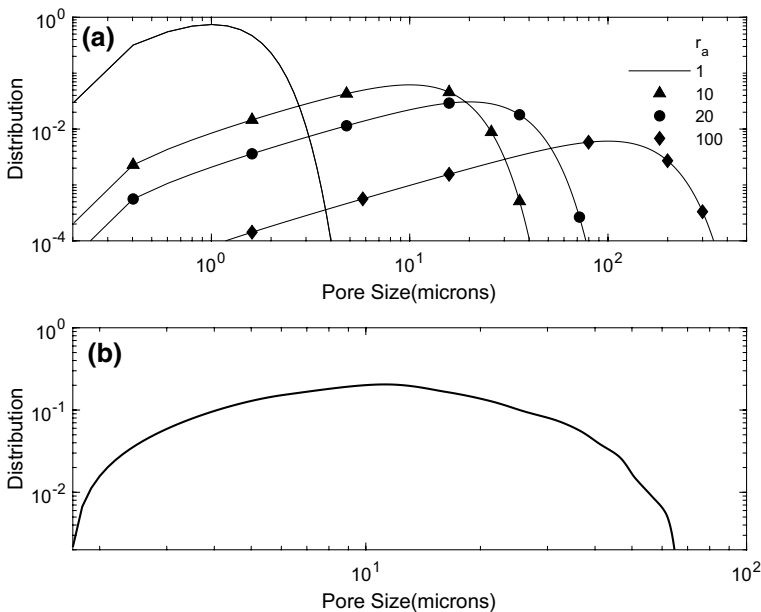 (a)
10^0
10^-2
10^-4
Distribution
r_a
1
10
20
100
10^0 10^1 10^2
Pore Size(microns)
(b)
10^0
10^-1
10^-2
Distribution
10^1 10^2
Pore Size(microns)